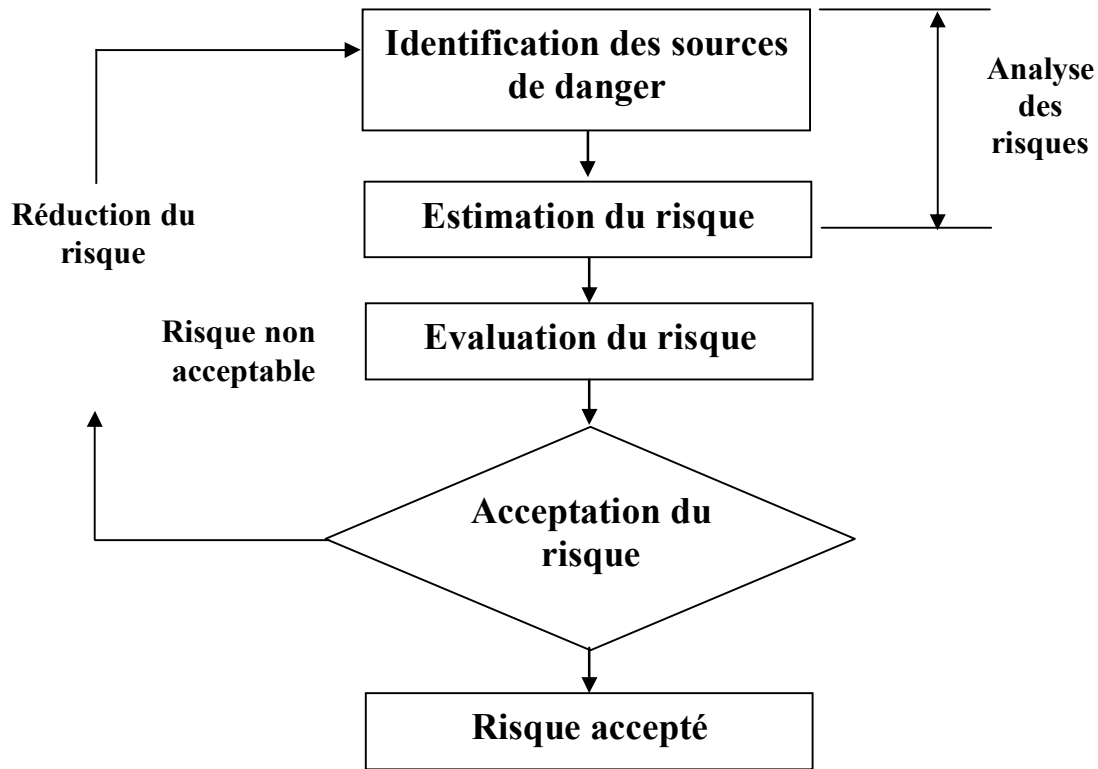 Identification des sources
de danger
Analyse
des
risques
Estimation du risque
Réduction du
risque
Evaluation du risque
Risque non
acceptable
Acceptation du
risque
Risque accepté